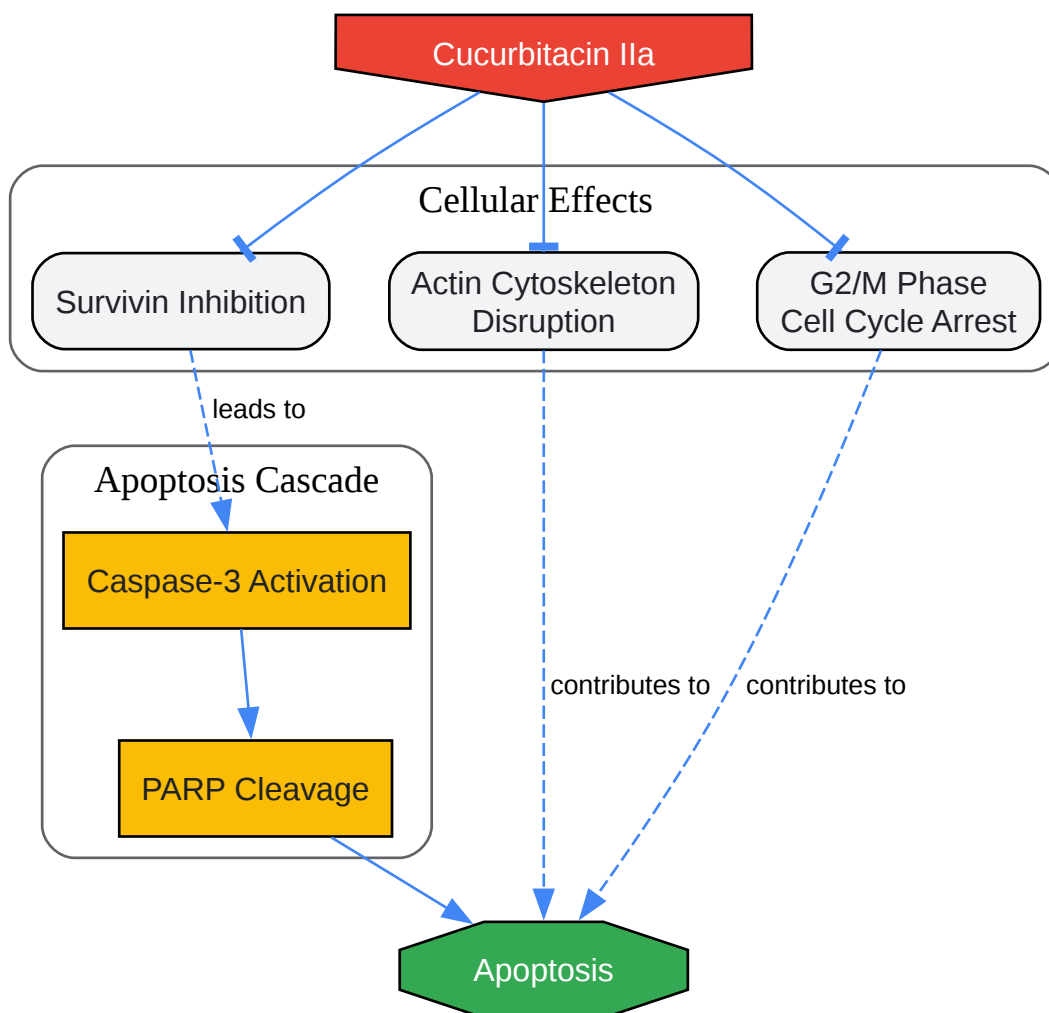 Cucurbitacin IIa
Cellular Effects
Survivin Inhibition
Actin Cytoskeleton
Disruption
G2/M Phase
Cell Cycle Arrest
leads to
Apoptosis Cascade
Caspase-3 Activation
contributes to
contributes to
PARP Cleavage
Apoptosis